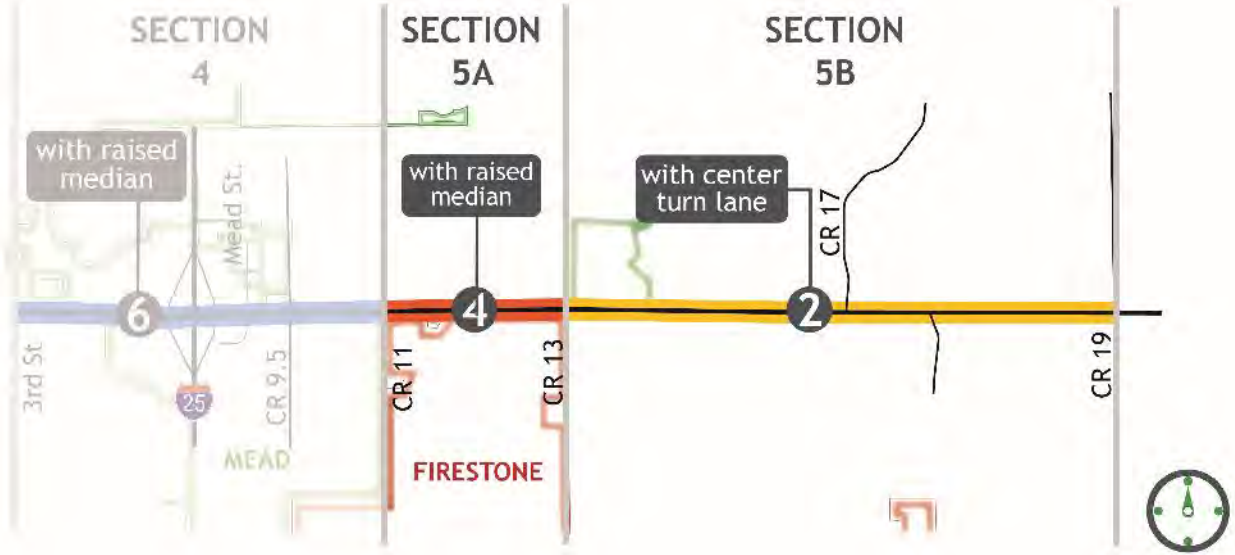 SECTION
4
SECTION
5A
SECTION
5B
with raised
median
with raised
median
with center
turn lane
Mead St.
CR 17
6
4
2
3rd St
25
CR 9.5
CR 11
CR 13
CR 19
MEAD
FIRESTONE